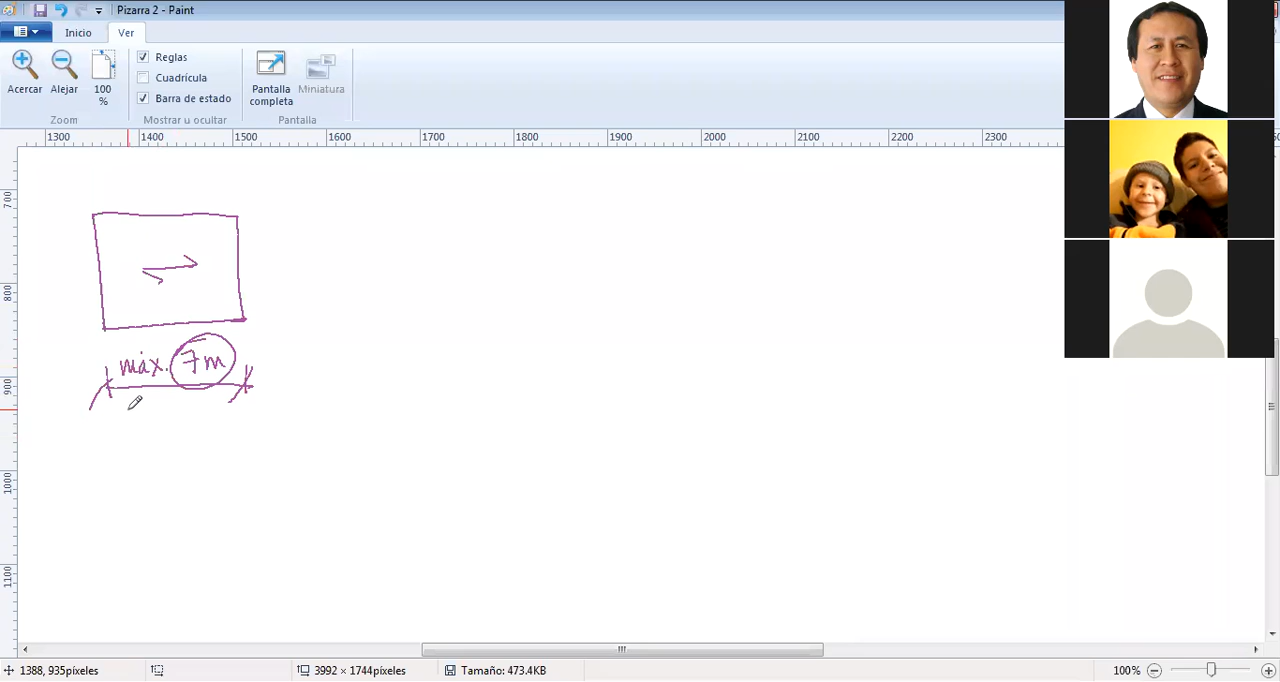 Pizarra 2 - Paint
Inicio
Ver
Acercar
Alejar
100
%
Zoom
Reglas
Cuadrícula
Barra de estado
Mostrar u ocultar
Pantalla
completa
Miniatura
Pantalla
1300 1400 1500 1600 1700 1800 1900 2000 2100 2200 2300
700
800
900
1000
1100
máx. 7m
1388, 935píxeles
3992 × 1744píxeles
Tamaño: 473.4KB
100%